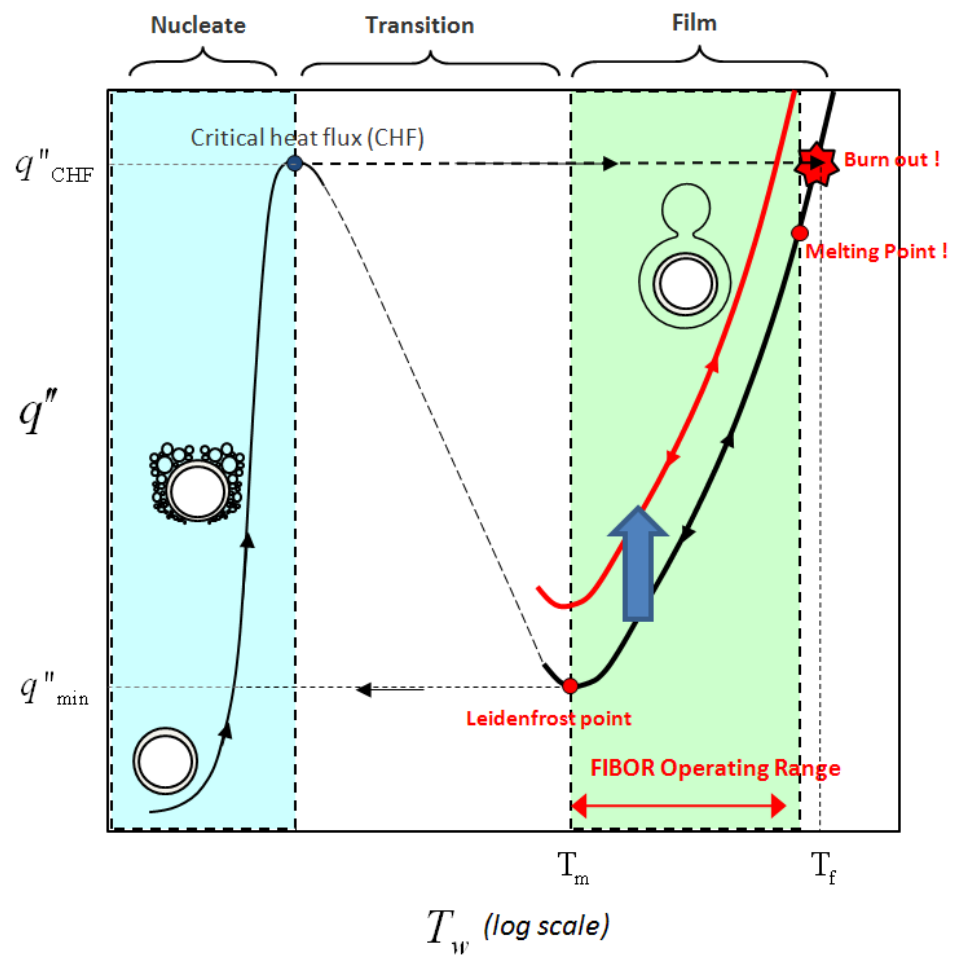 Nucleate
Transition
Film
Critical heat flux (CHF)
q"CHF
Burn out !
Melting Point !
q"
q"min
Leidenfrost point
FIBOR Operating Range
Tm
Tf
Tw (log scale)